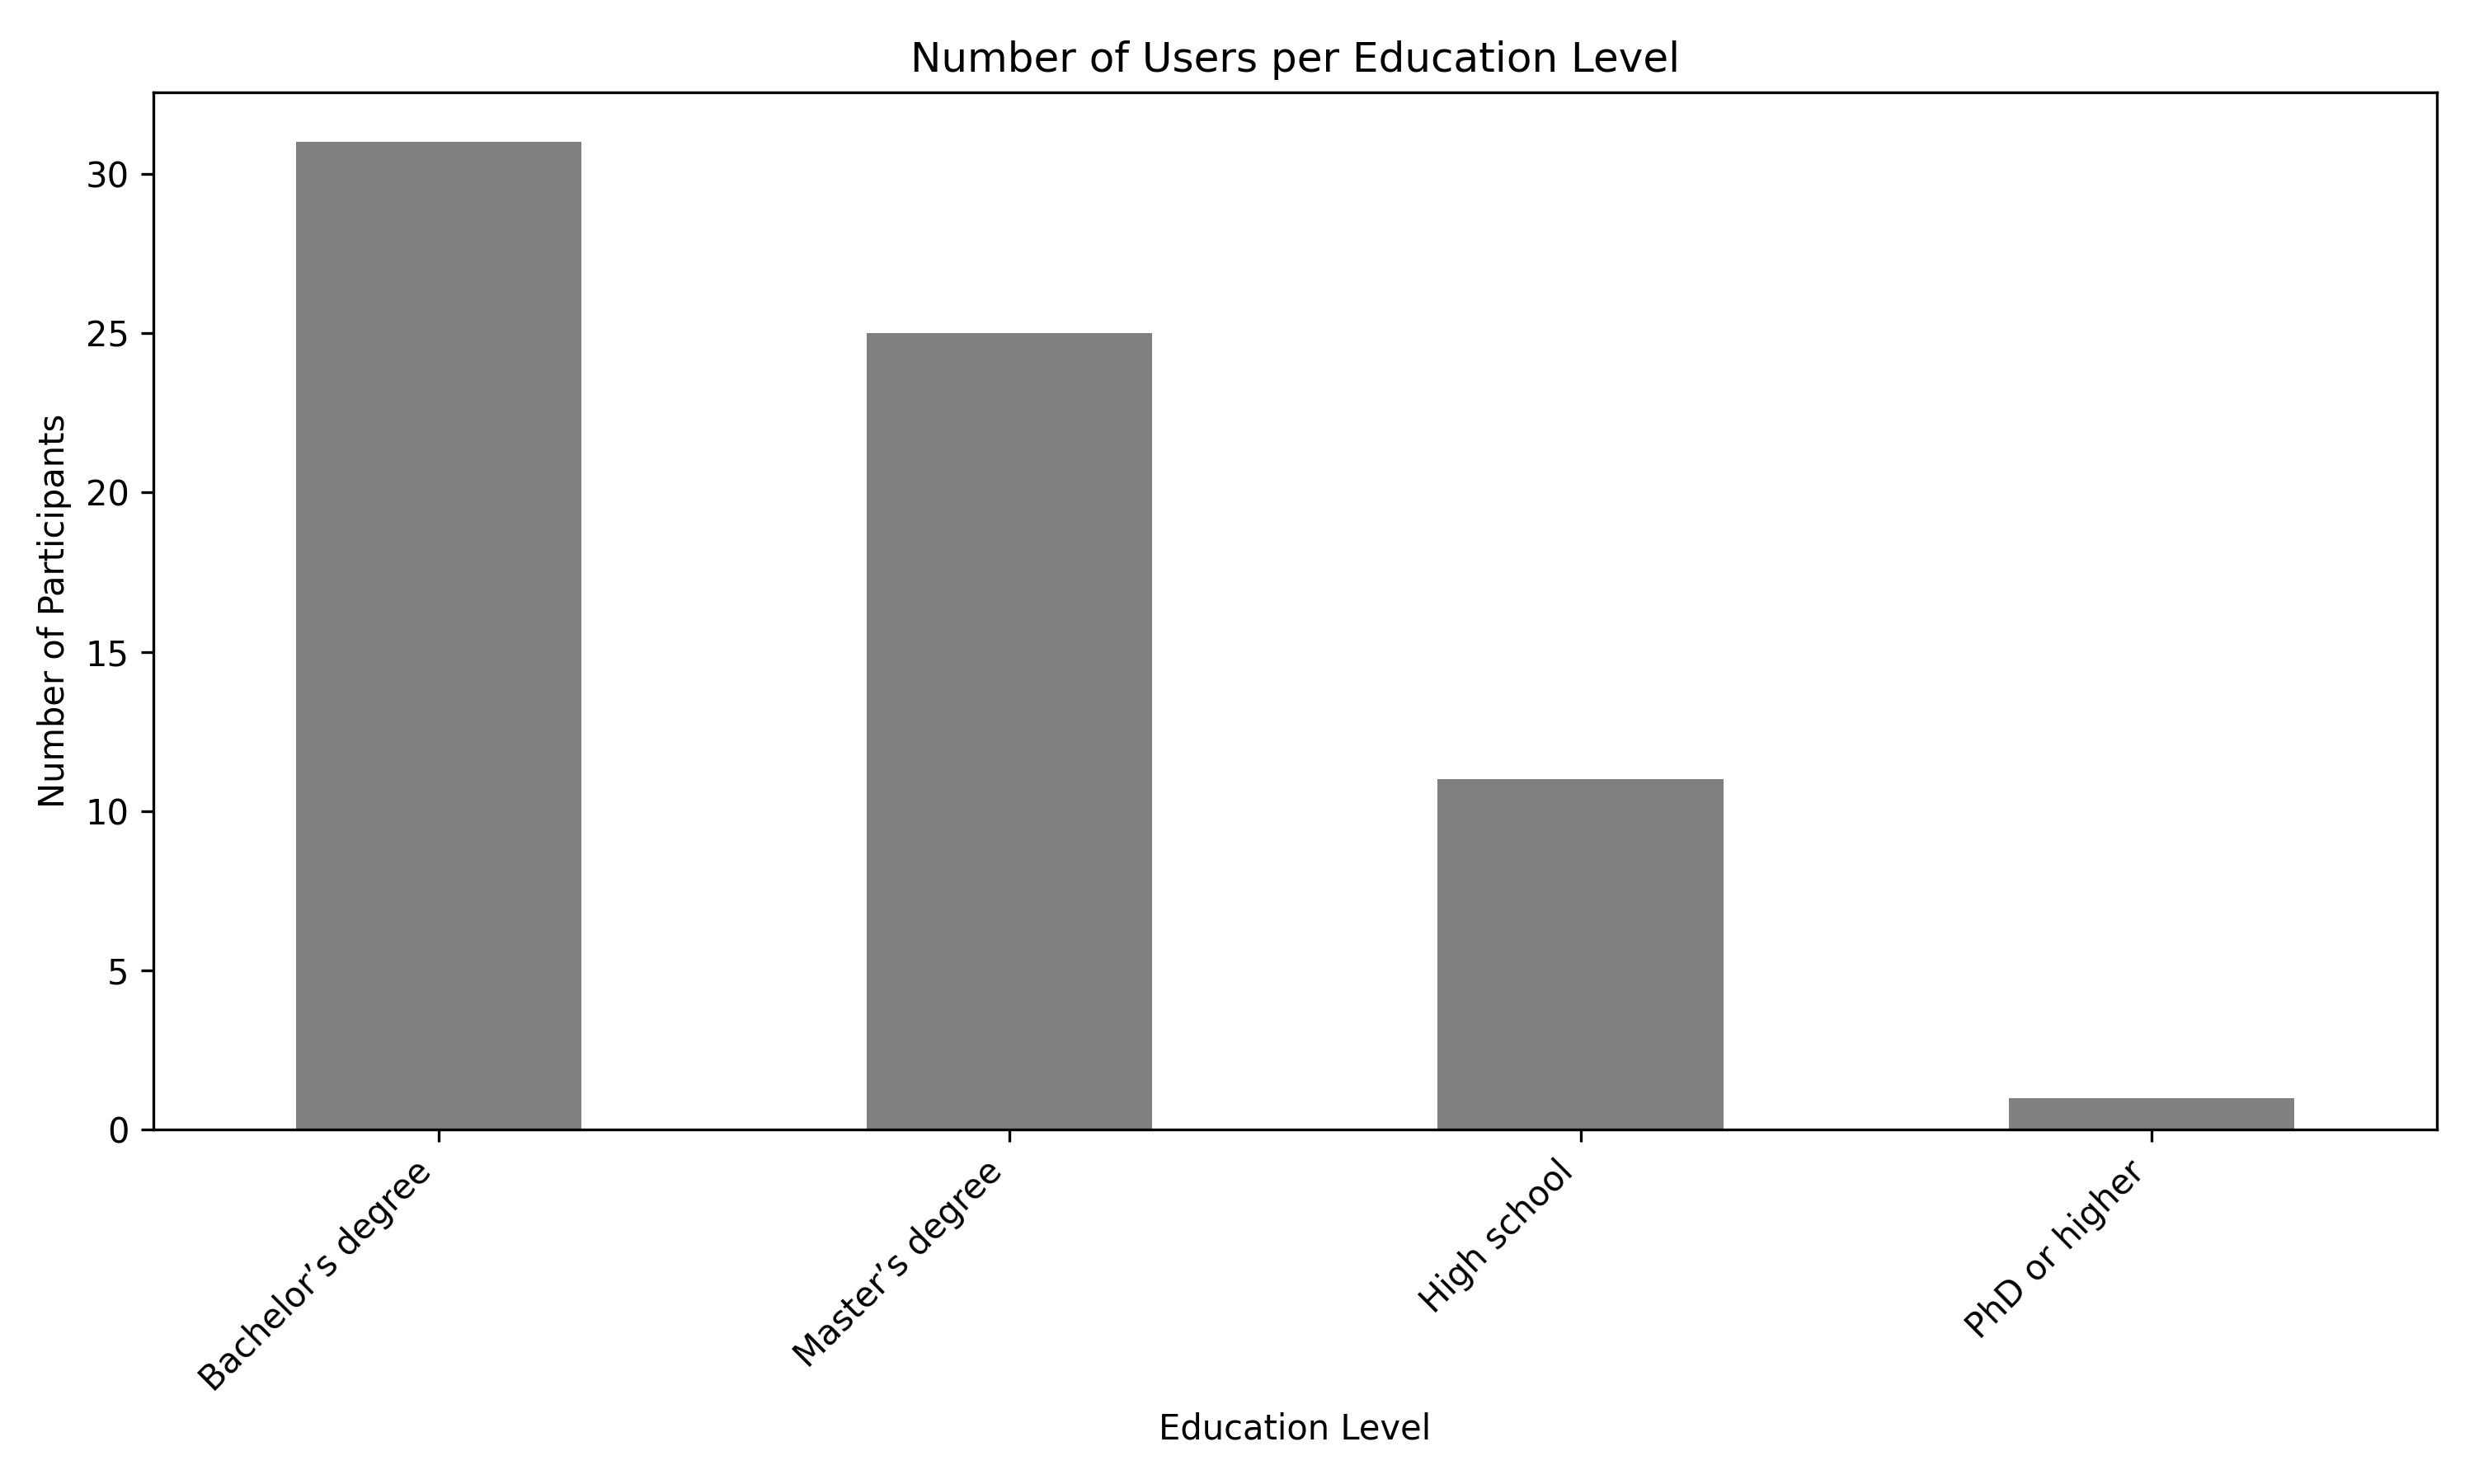 Number of Users per Education Level
Number of Participants
30
25
20
15
10
5
0
Bachelor’s degree
Master’s degree
High school
PhD or higher
Education Level